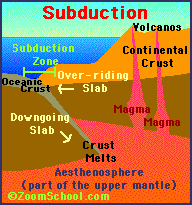 Subduction
Volcanos
Subduction
Zone
Continental
Crust
Oceanic
Crust
Over-riding
Slab
Magma
Magma
Downgoing
Slab
Crust
Melts
Aesthenosphere
(part of the upper mantle)
©ZoomSchool.com